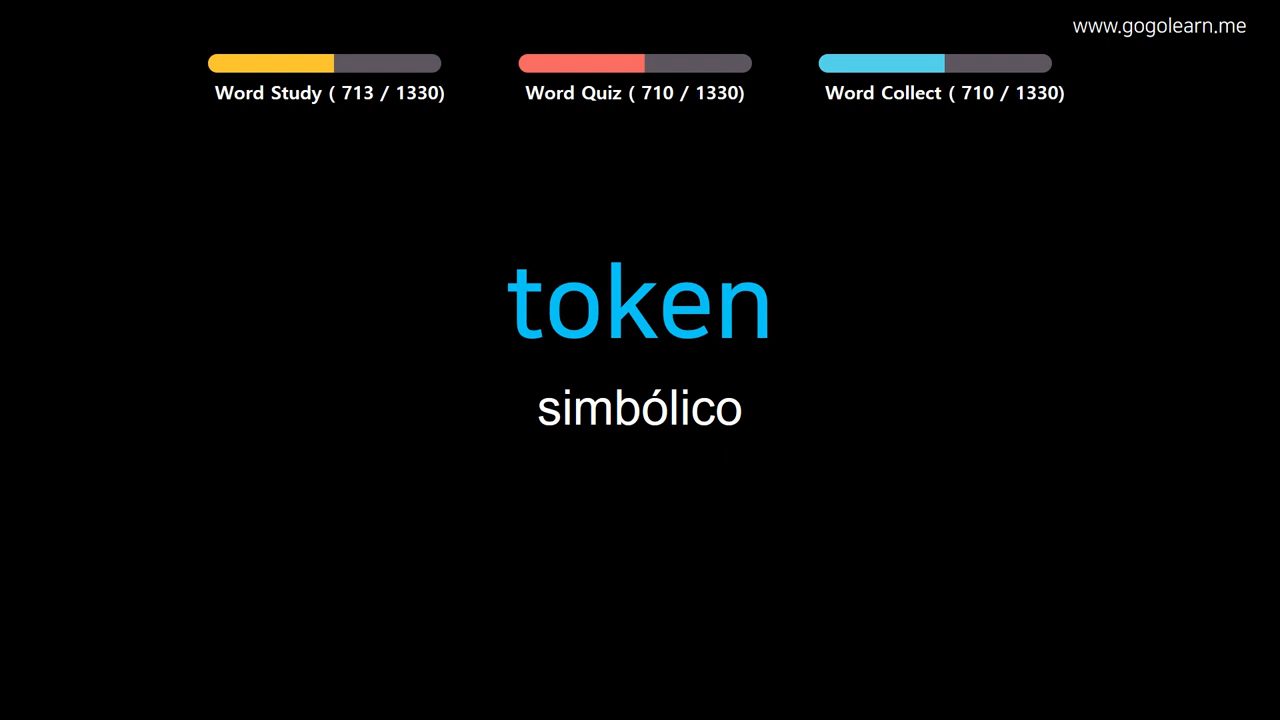 www.gogolearn.me
Word Study ( 713 / 1330)
Word Quiz ( 710 / 1330)
Word Collect ( 710 / 1330)
token
simbólico